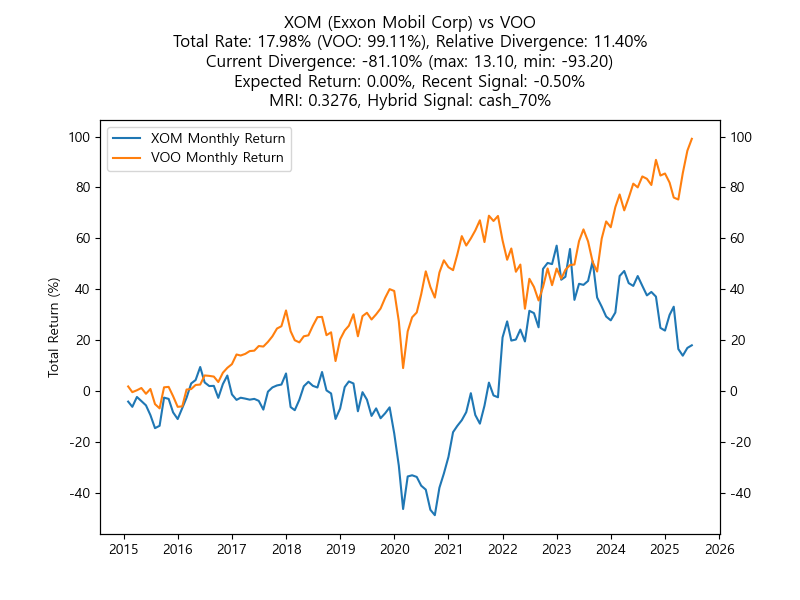 XOM (Exxon Mobil Corp) vs VOO
Total Rate: 17.98% (VOO: 99.11%), Relative Divergence: 11.40%
Current Divergence: -81.10% (max: 13.10, min: -93.20)
Expected Return: 0.00%, Recent Signal: -0.50%
MRI: 0.3276, Hybrid Signal: cash_70%
XOM Monthly Return
VOO Monthly Return
Total Return (%)
100
80
60
40
20
0
-20
-40
100
80
60
40
20
0
-20
-40
2015 2016 2017 2018 2019 2020 2021 2022 2023 2024 2025 2026